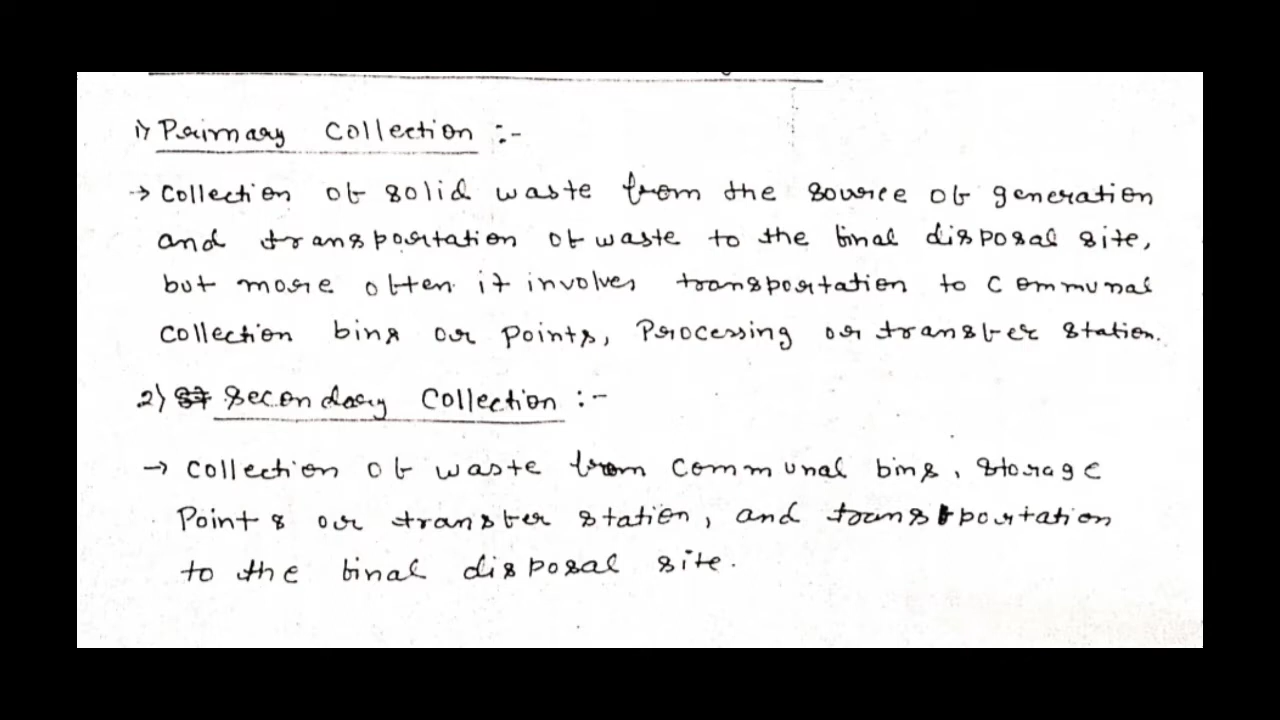 1) Primary Collection :-
→ Collection of solid waste from the source of generation
and transportation of waste to the final disposal site,
but more often it involves transportation to communal
collection bins or points, Processing or transfer station.
2) Secondary Collection :-
→ Collection of waste from communal bins, storage
Points or transfer station, and transportation
to the final disposal site.